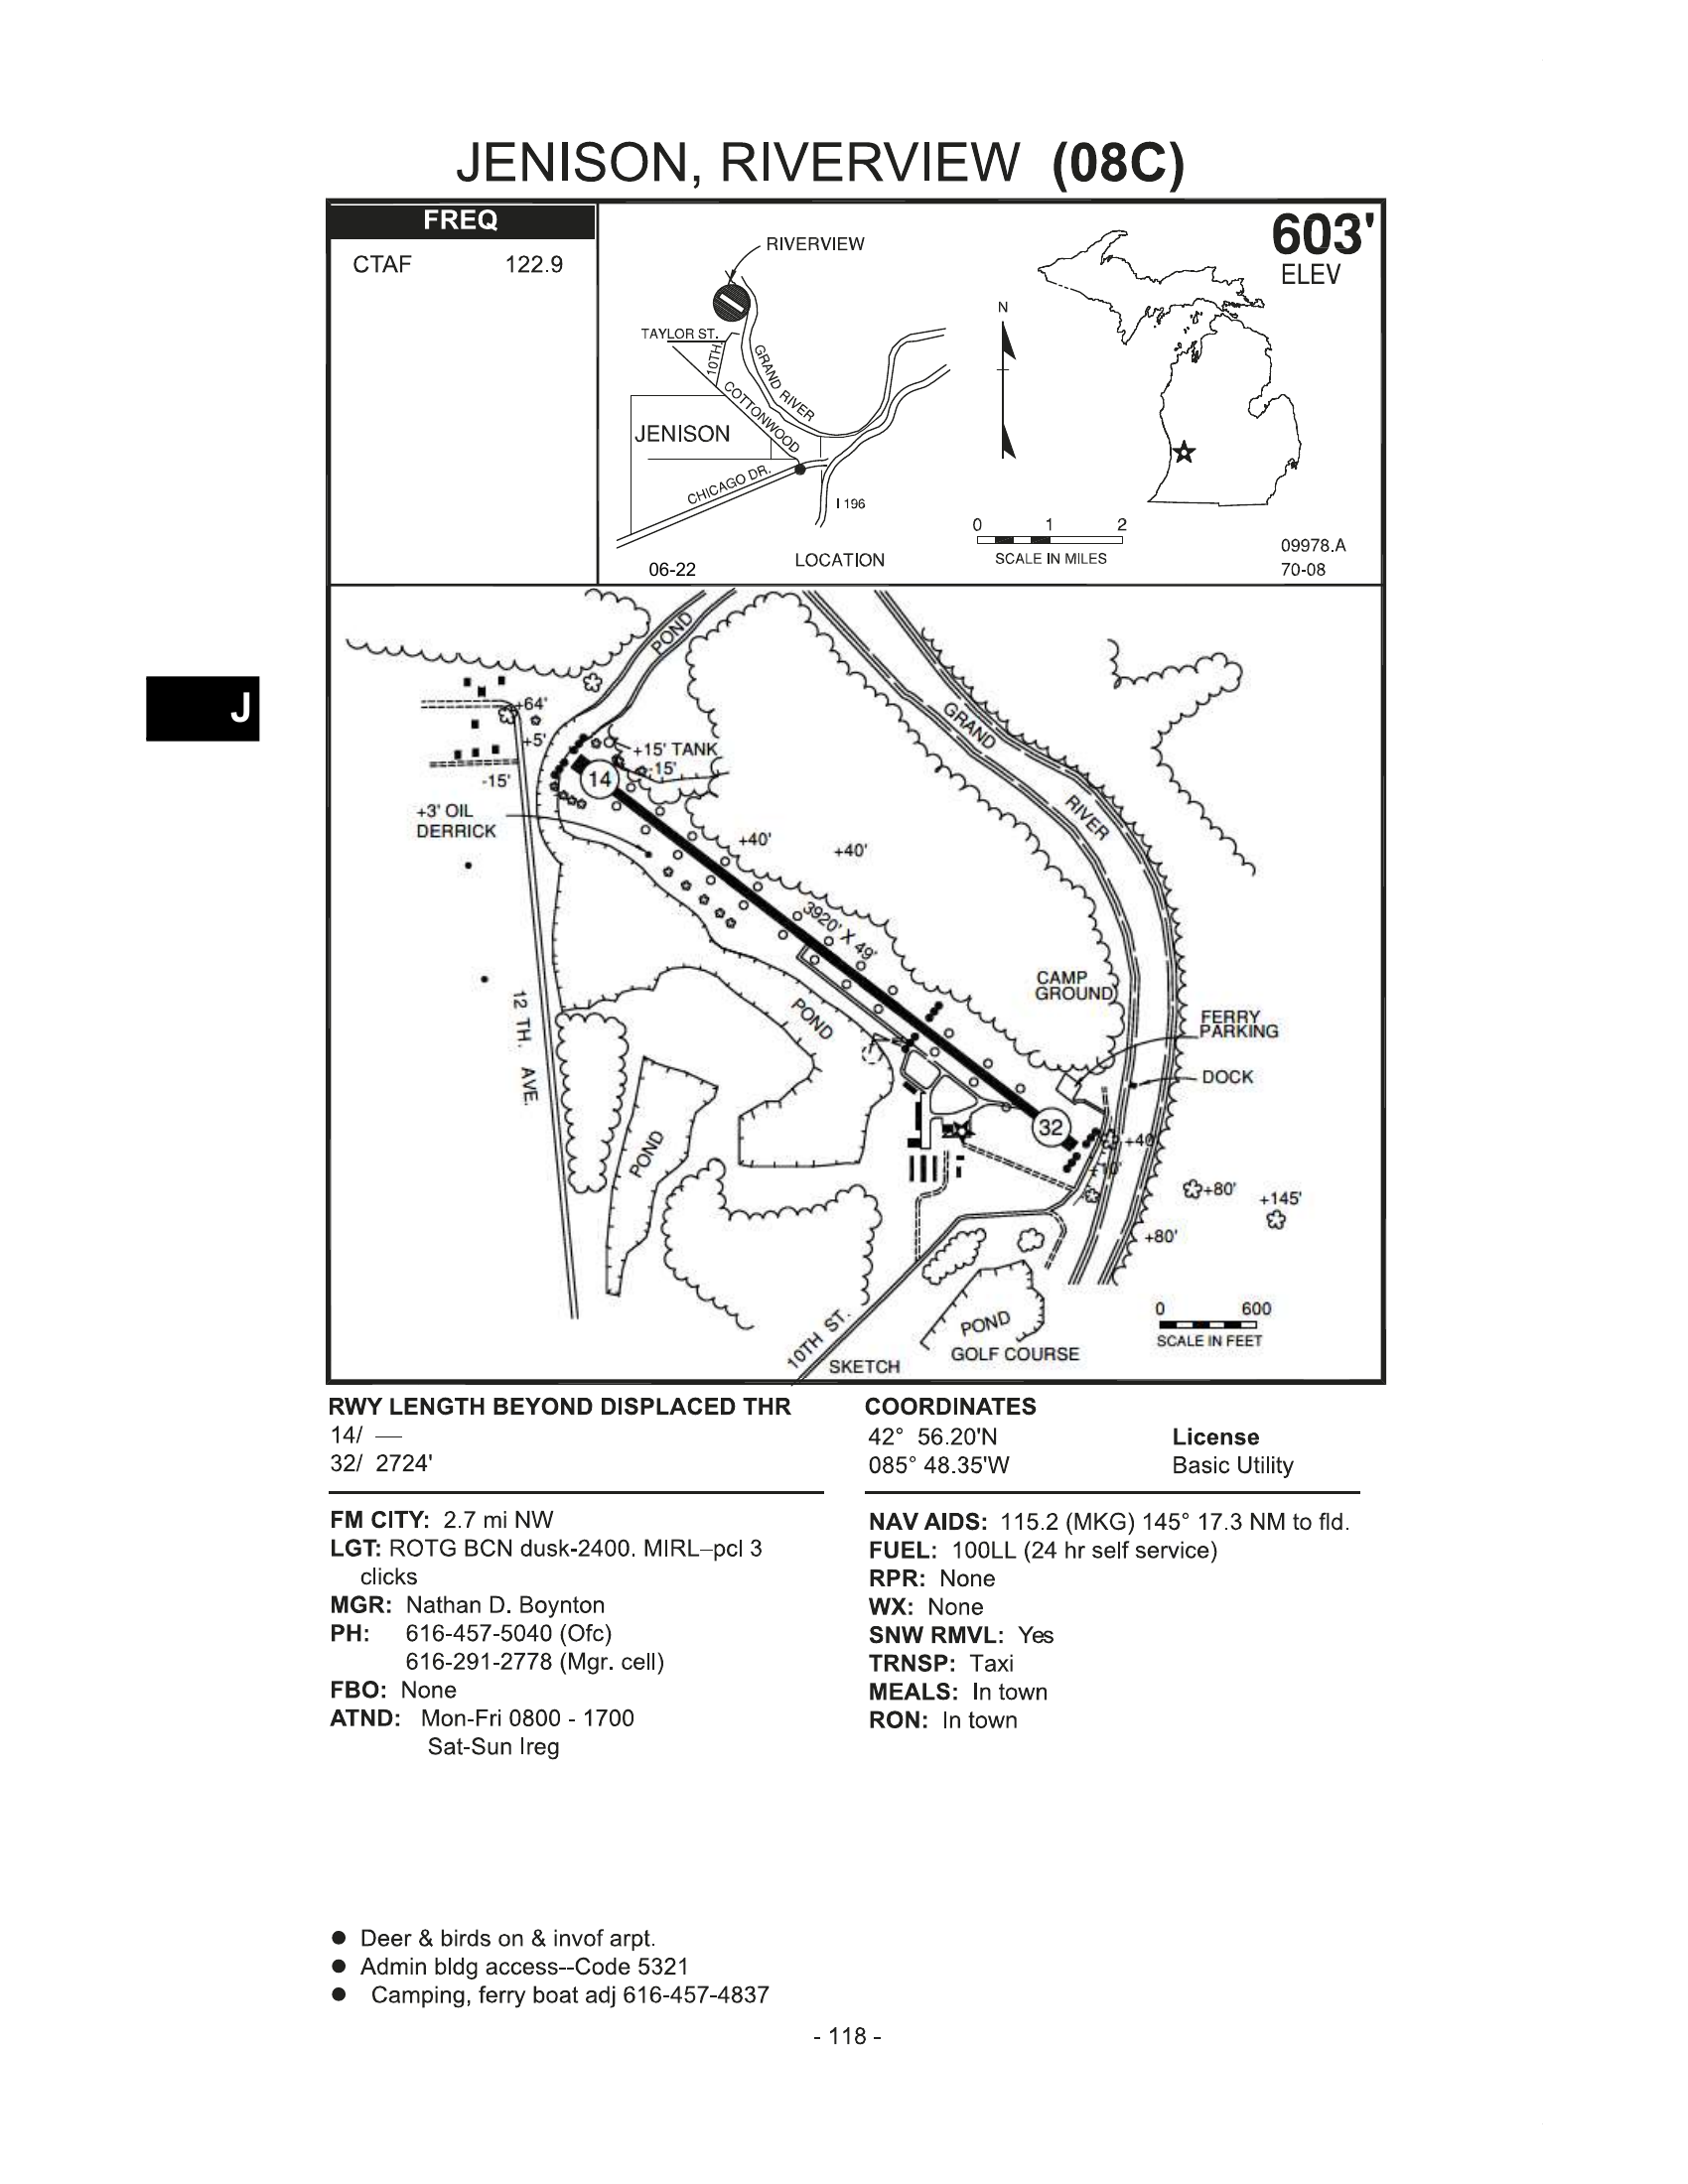 JENISON, RIVERVIEW (08C)
FREQ
CTAF 122.9
RIVERVIEW
TAYLOR ST.
10TH.
GRAND RIVER
COTTONWOOD
JENISON
CHICAGO DR.
I 196
06-22
LOCATION
N
0 1 2
SCALE IN MILES
603'
ELEV
09978.A
70-08
J
POND
+64'
+5'
+15' TANK
-15'
-15'
14
+3' OIL
DERRICK
+40'
+40'
GRAND
RIVER
3920' X 49'
CAMP
GROUND
FERRY
PARKING
DOCK
12 TH. AVE.
POND
POND
32
+40'
+10'
+80'
+145'
+80'
10TH ST.
SKETCH
POND
GOLF COURSE
0 600
SCALE IN FEET
RWY LENGTH BEYOND DISPLACED THR
14/ —
32/ 2724'
COORDINATES
42° 56.20'N
085° 48.35'W
License
Basic Utility
FM CITY: 2.7 mi NW
LGT: ROTG BCN dusk-2400. MIRL–pcl 3
clicks
MGR: Nathan D. Boynton
PH: 616-457-5040 (Ofc)
616-291-2778 (Mgr. cell)
FBO: None
ATND: Mon-Fri 0800 - 1700
Sat-Sun Ireg
NAV AIDS: 115.2 (MKG) 145° 17.3 NM to fld.
FUEL: 100LL (24 hr self service)
RPR: None
WX: None
SNW RMVL: Yes
TRNSP: Taxi
MEALS: In town
RON: In town
● Deer & birds on & invof arpt.
● Admin bldg access--Code 5321
● Camping, ferry boat adj 616-457-4837
- 118 -